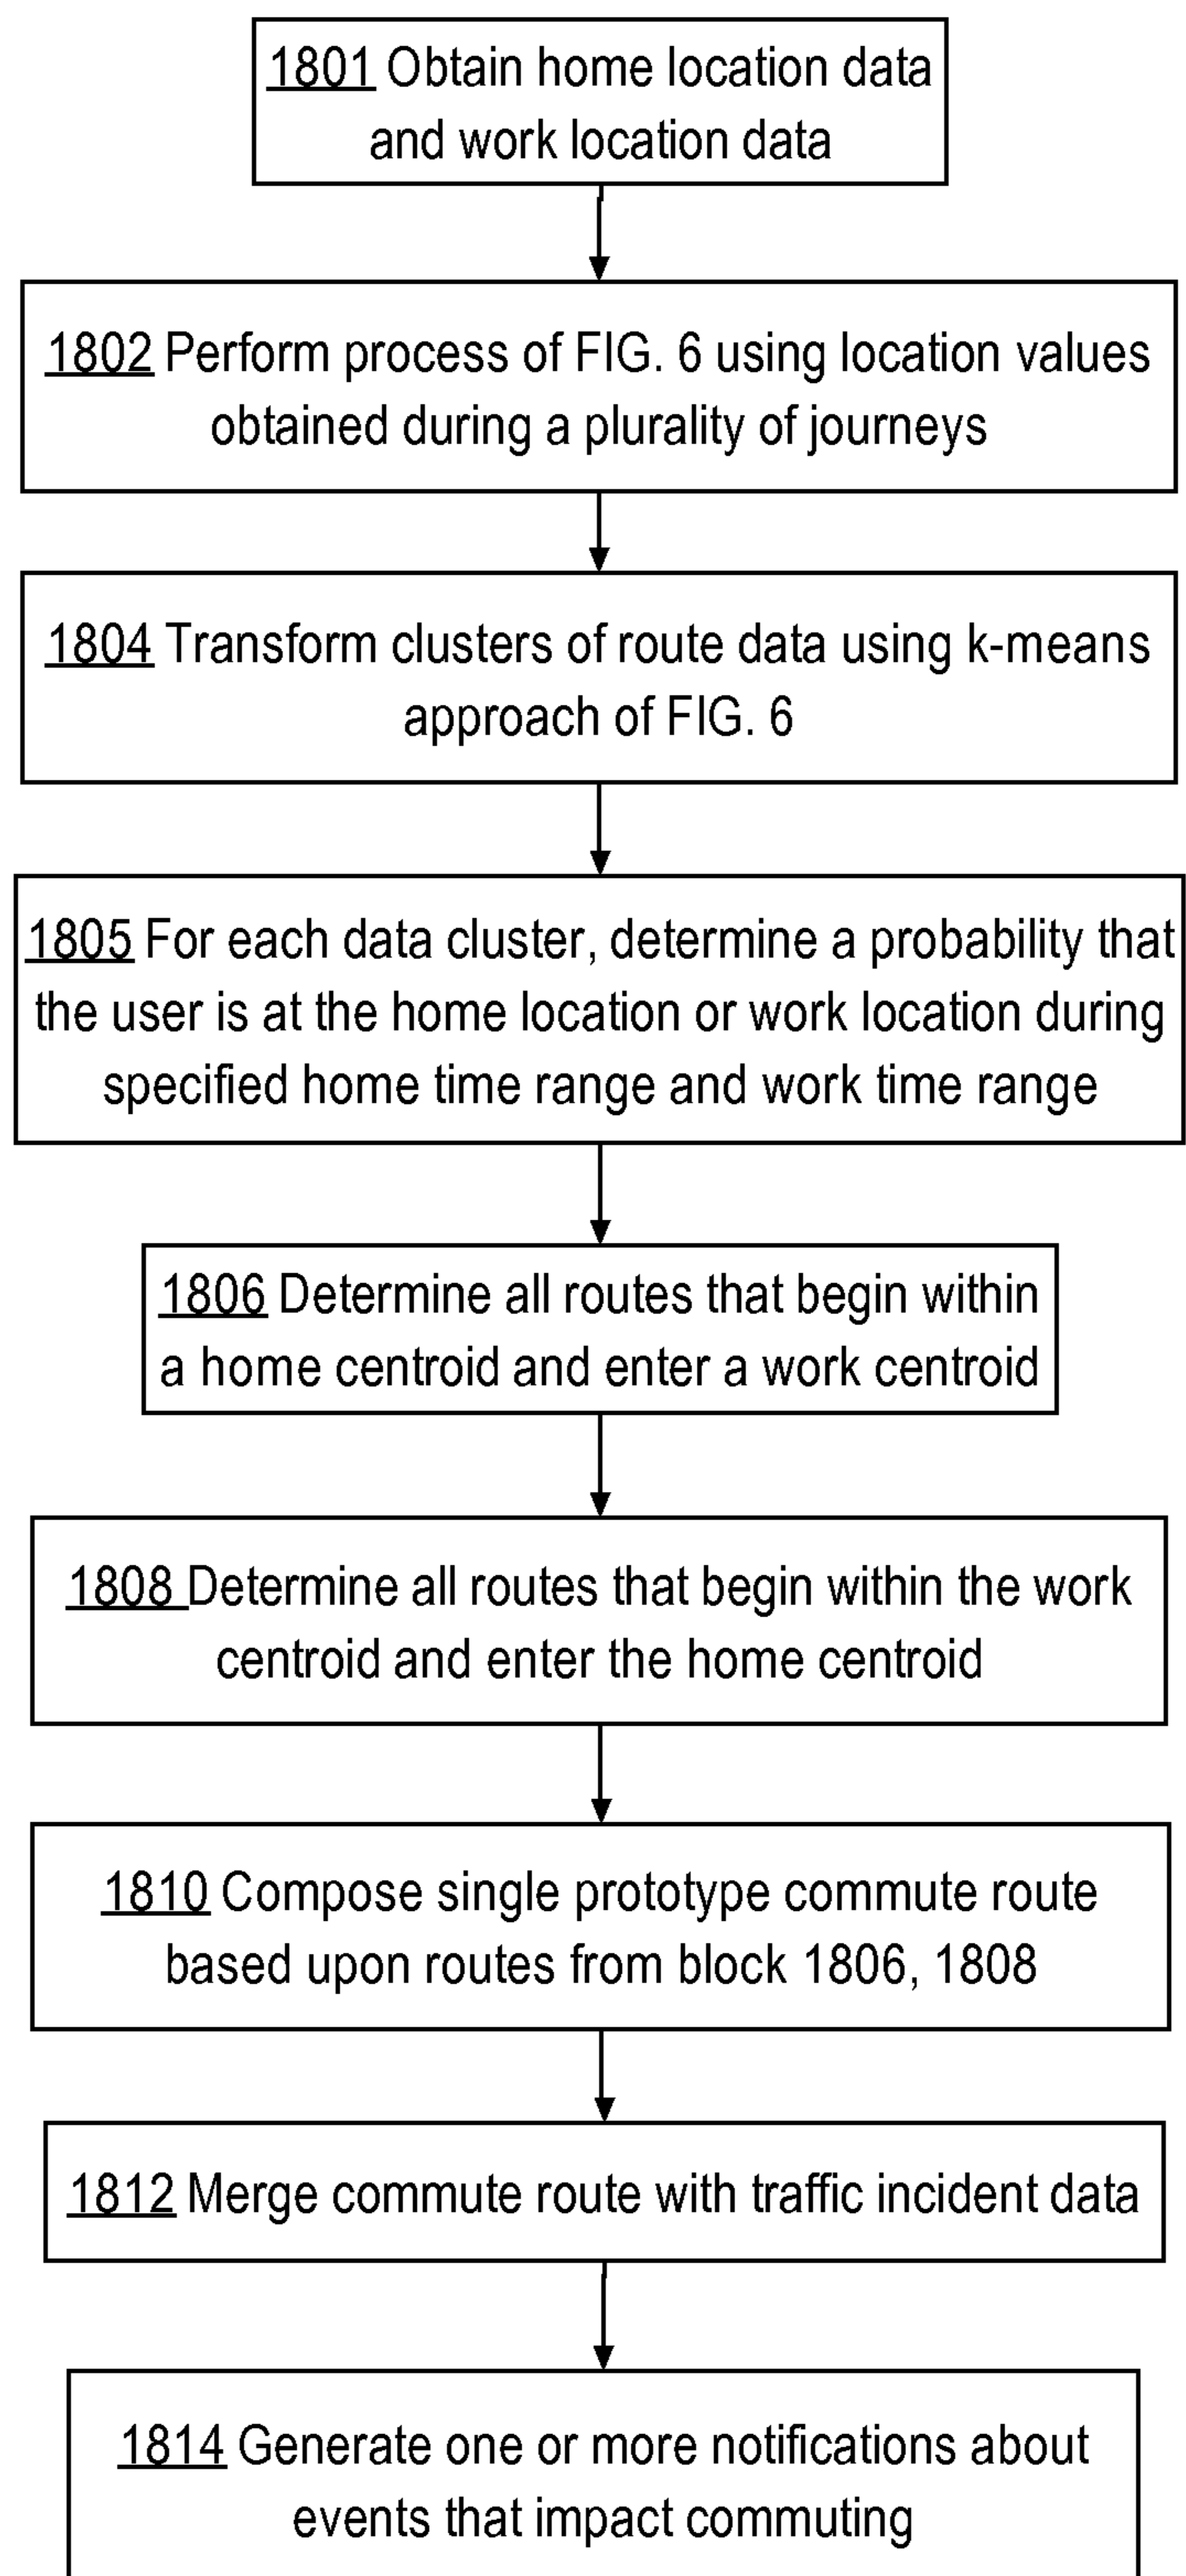 1801 Obtain home location data
and work location data
1802 Perform process of FIG. 6 using location values
obtained during a plurality of journeys
1804 Transform clusters of route data using k-means
approach of FIG. 6
1805 For each data cluster, determine a probability that
the user is at the home location or work location during
specified home time range and work time range
1806 Determine all routes that begin within
a home centroid and enter a work centroid
1808 Determine all routes that begin within the work
centroid and enter the home centroid
1810 Compose single prototype commute route
based upon routes from block 1806, 1808
1812 Merge commute route with traffic incident data
1814 Generate one or more notifications about
events that impact commuting